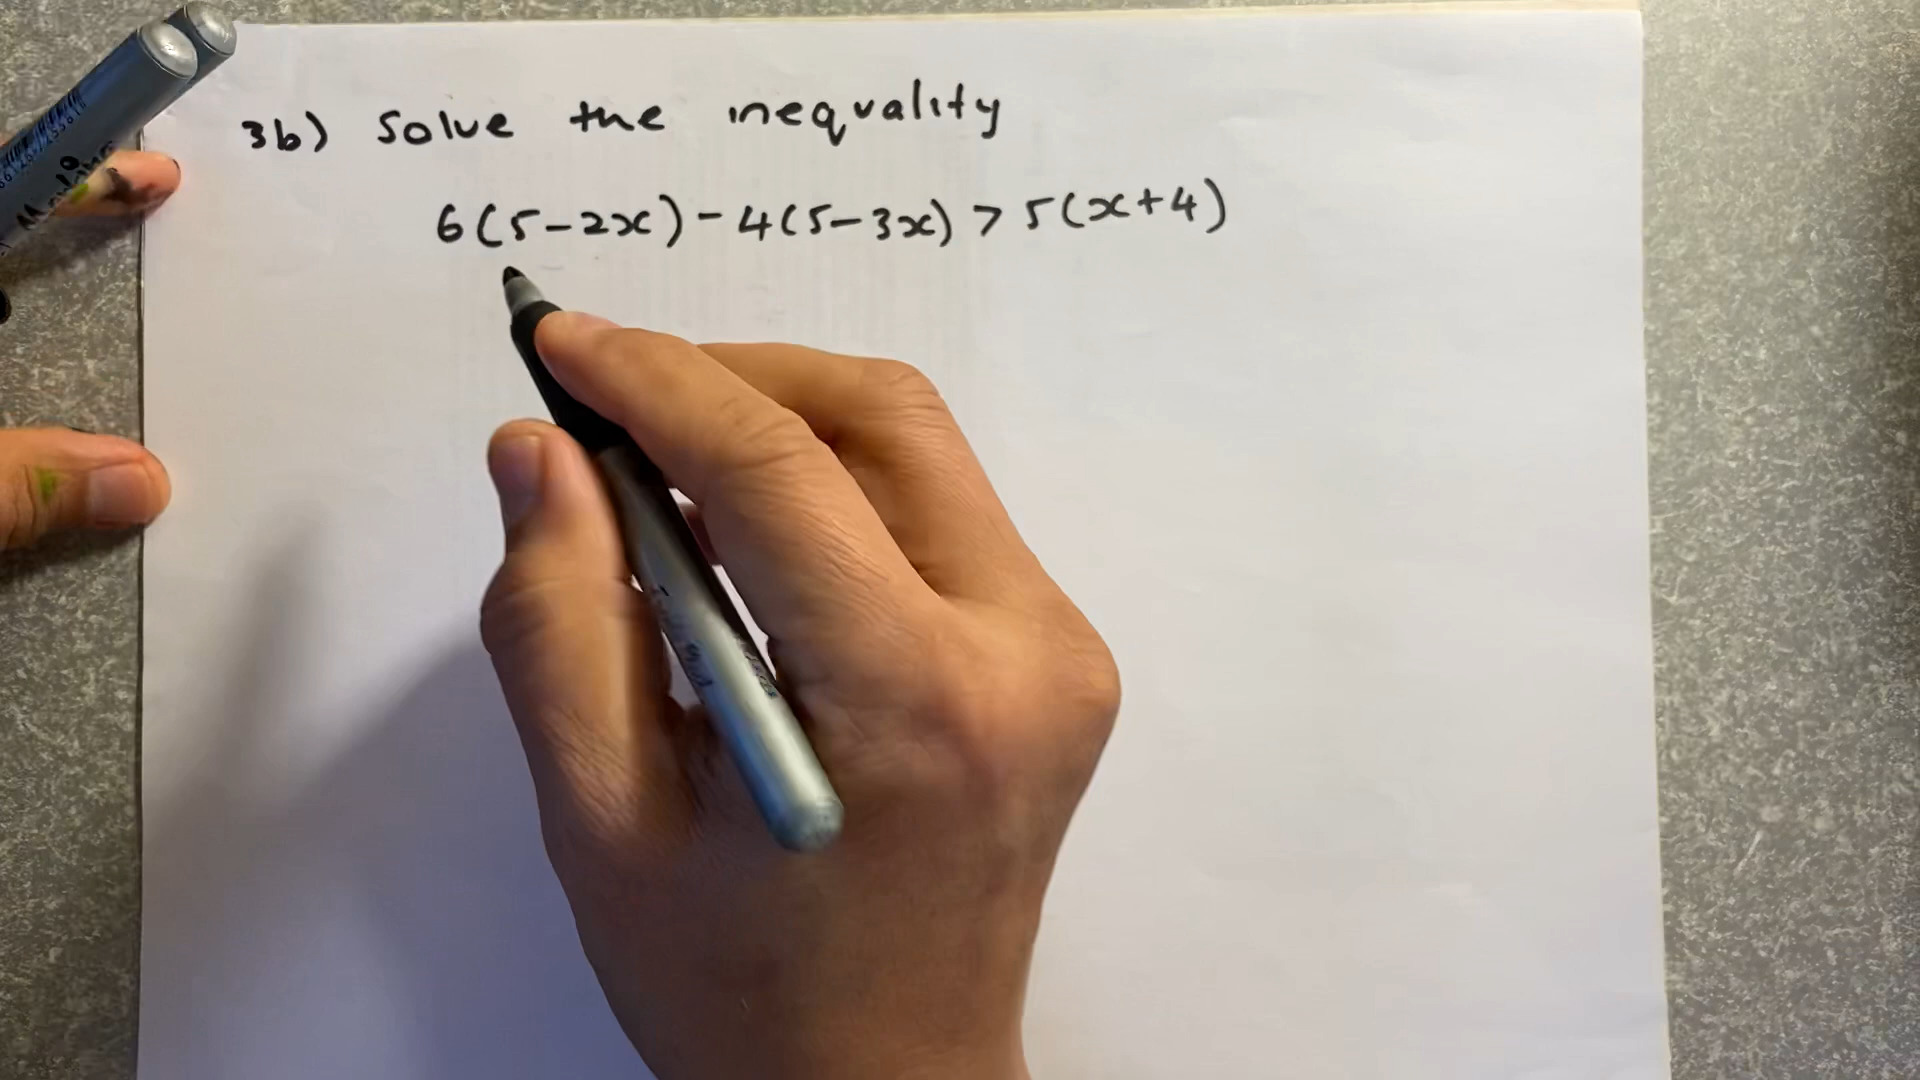 3b) Solve the inequality
6(5-2x)-4(5-3x) > 5(x+4)